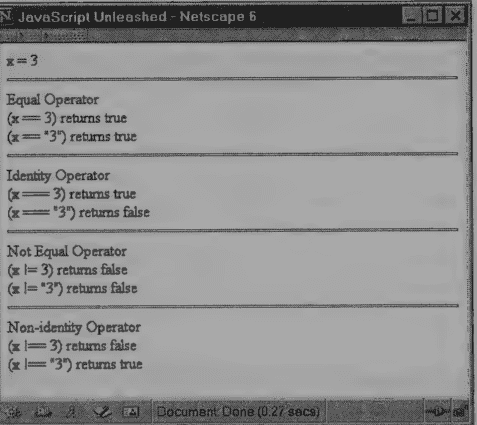 JavaScript Unleashed - Netscape 6
x = 3
Equal Operator
(x == 3) returns true
(x == "3") returns true
Identity Operator
(x === 3) returns true
(x === "3") returns false
Not Equal Operator
(x != 3) returns false
(x != "3") returns false
Non-identity Operator
(x !== 3) returns false
(x !== "3") returns true
Document: Done (0.27 secs)